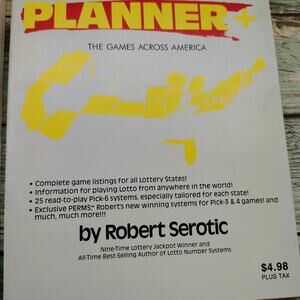 PLANNER+
THE GAMES ACROSS AMERICA
• Complete game listings for all Lottery States!
• Information for playing Lotto from anywhere in the world!
• 25 read-to-play Pick-6 systems, especially tailored for each state!
• Exclusive PERMS,™ Robert's new winning systems for Pick-3 & 4 games! and
much, much more!!!
by Robert Serotic
Nine-Time Lottery Jackpot Winner and
All-Time Best-Selling Author of Lotto Number Systems
$4.98
PLUS TAX